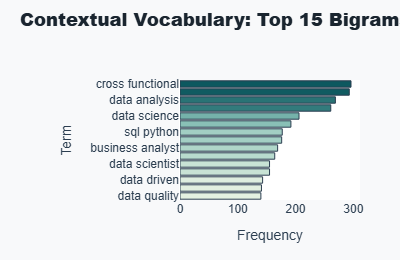 Contextual Vocabulary: Top 15 Bigram
cross functional
data analysis
data science
sql python
business analyst
data scientist
data driven
data quality
Term
0 100 200 300
Frequency